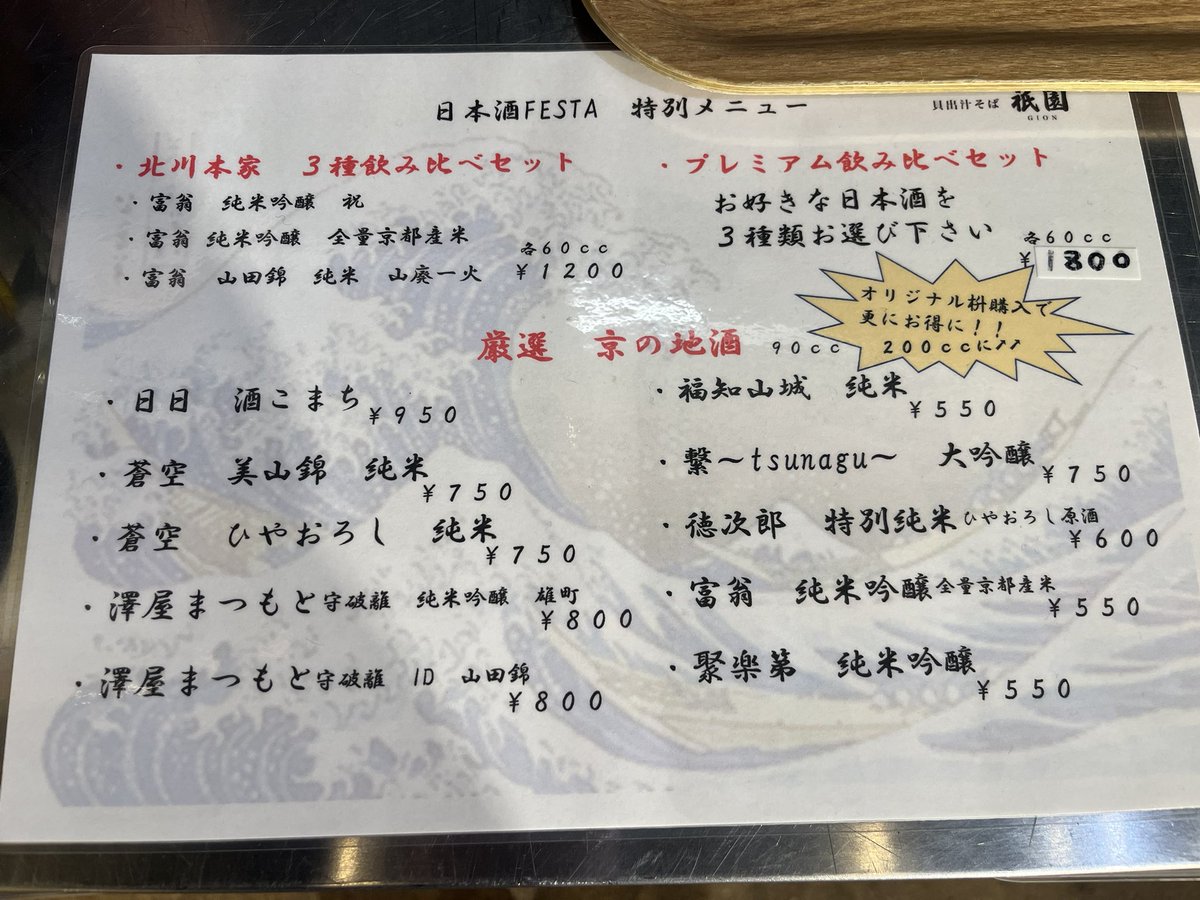 日本酒FESTA 特別メニュー
貝出汁そば 祇園
GION
・北川本家 3種飲み比べセット
・富翁 純米吟醸 祝
・富翁 純米吟醸 全量京都産米
・富翁 山田錦 純米 山廃一火
各60cc
¥1200
・プレミアム飲み比べセット
お好きな日本酒を
3種類お選び下さい
各60cc
¥1800
オリジナル枡購入で
更にお得に!!
200ccに↗↗
厳選 京の地酒 90cc
・日日 酒こまち
¥950
・蒼空 美山錦 純米
¥750
・蒼空 ひやおろし 純米
¥750
・澤屋まつもと守破離 純米吟醸 雄町
¥800
・澤屋まつもと守破離 ID 山田錦
¥800
・福知山城 純米
¥550
・繋～tsunagu～ 大吟醸
¥750
・徳次郎 特別純米ひやおろし原酒
¥600
・富翁 純米吟醸全量京都産米
¥550
・聚楽第 純米吟醸
¥550